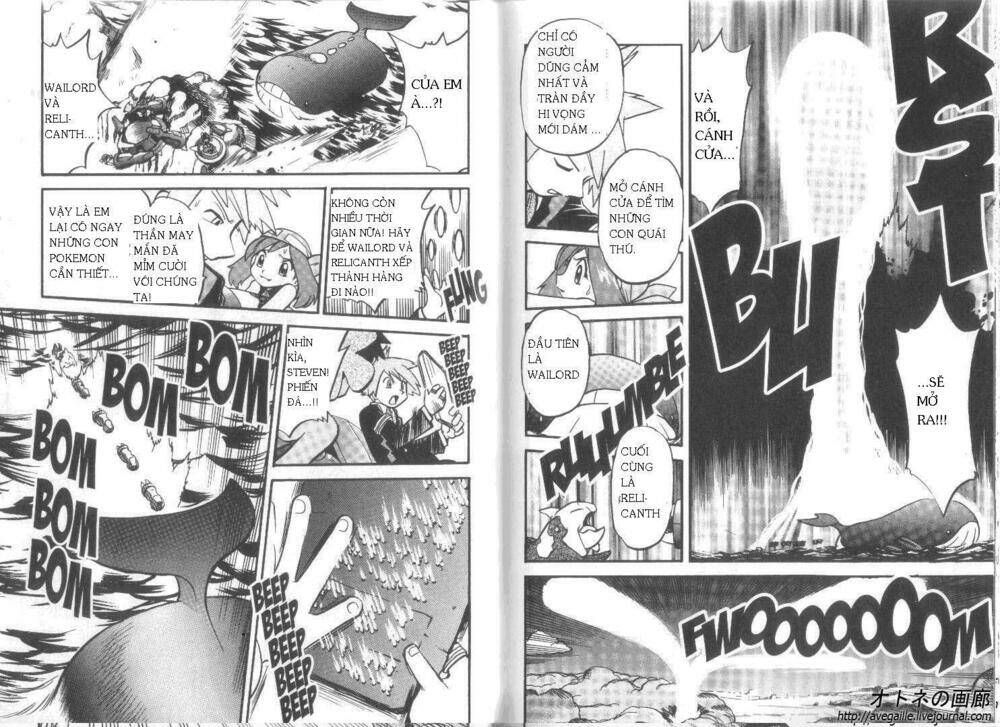 WAILORD
VÀ
RELI-
CANTH...!
CỦA EM
À...?!
VẬY LÀ EM
LẠI CÓ NGAY
NHỮNG CON
POKEMON
CẦN THIẾT...
ĐÚNG LÀ
THẦN MAY
MẮN ĐÃ
MỈM CƯỜI
VỚI CHÚNG
TA!
KHÔNG CÒN
NHIỀU THỜI
GIAN NỮA! HÃY
ĐỂ WAILORD VÀ
RELICANTH XẾP
THÀNH HÀNG
ĐI NÀO!!
FUNG
BOM
BOM
BOM
BOM
BOM
BOM
NHÌN
KÌA,
STEVEN!
PHIẾN
ĐÁ...!!
BEEP
BEEP
BEEP
BEEP
BEEP
BEEP
BEEP
BEEP
BEEP
BEEP
CHỈ CÓ
NGƯỜI
DŨNG CẢM
NHẤT VÀ
TRÀN ĐẦY
HI VỌNG
MỚI DÁM ...
MỞ CÁNH
CỬA ĐỂ TÌM
NHỮNG
CON QUÁI
THÚ.
ĐẦU TIÊN
LÀ
WAILORD
RUUUMBLE
CUỐI
CÙNG
LÀ
RELI-
CANTH
VÀ
RỒI,
CÁNH
CỬA...
BU
RST
...SẼ
MỞ
RA!!!
FWOOOOOOOOM
オトネの画廊
http://avegaille.livejournal.com